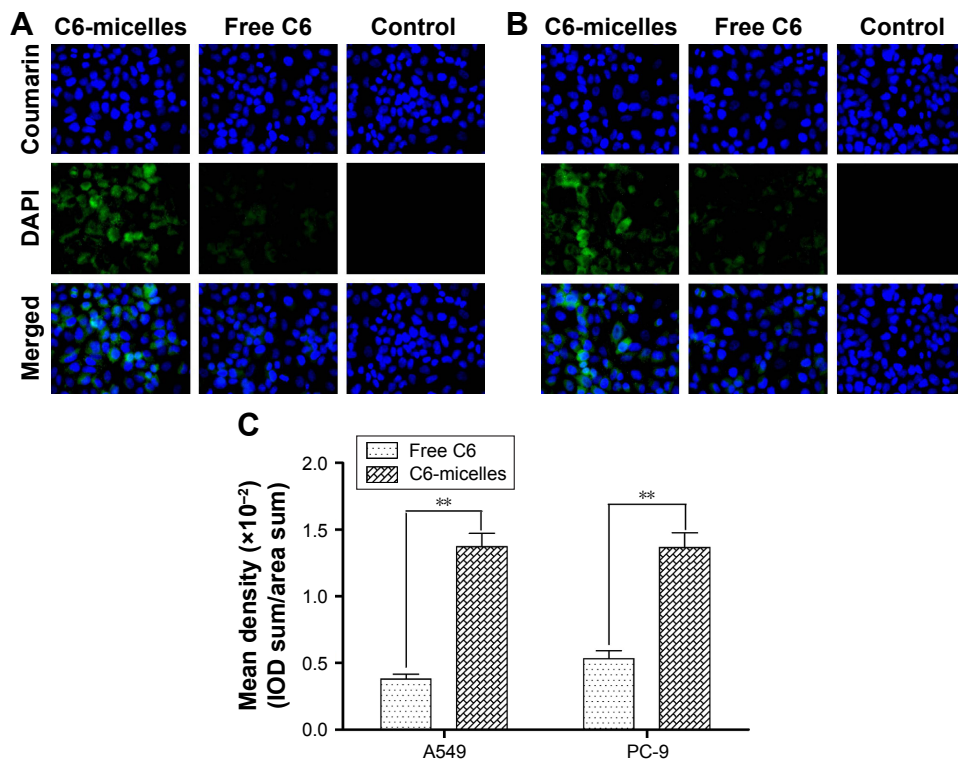 A
C6-micelles Free C6 Control
Coumarin
DAPI
Merged
B
C6-micelles Free C6 Control
C
Free C6
C6-micelles
Mean density (×10⁻²)
(IOD sum/area sum)
2.0
1.5
1.0
0.5
0.0
**
**
A549 PC-9